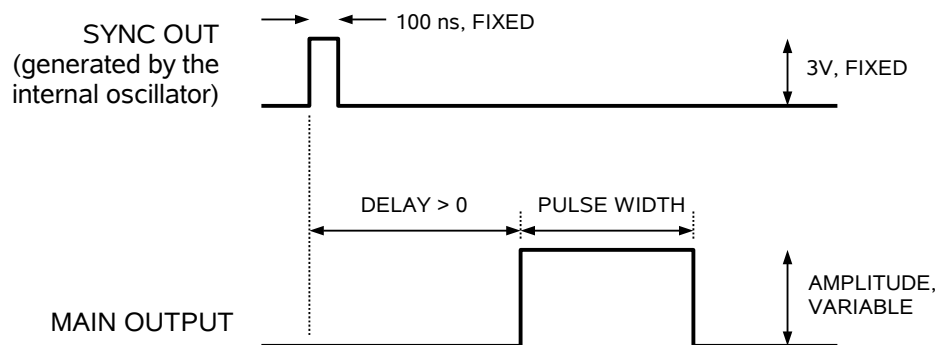 100 ns, FIXED
SYNC OUT
(generated by the
internal oscillator)
3V, FIXED
DELAY > 0
PULSE WIDTH
AMPLITUDE,
VARIABLE
MAIN OUTPUT